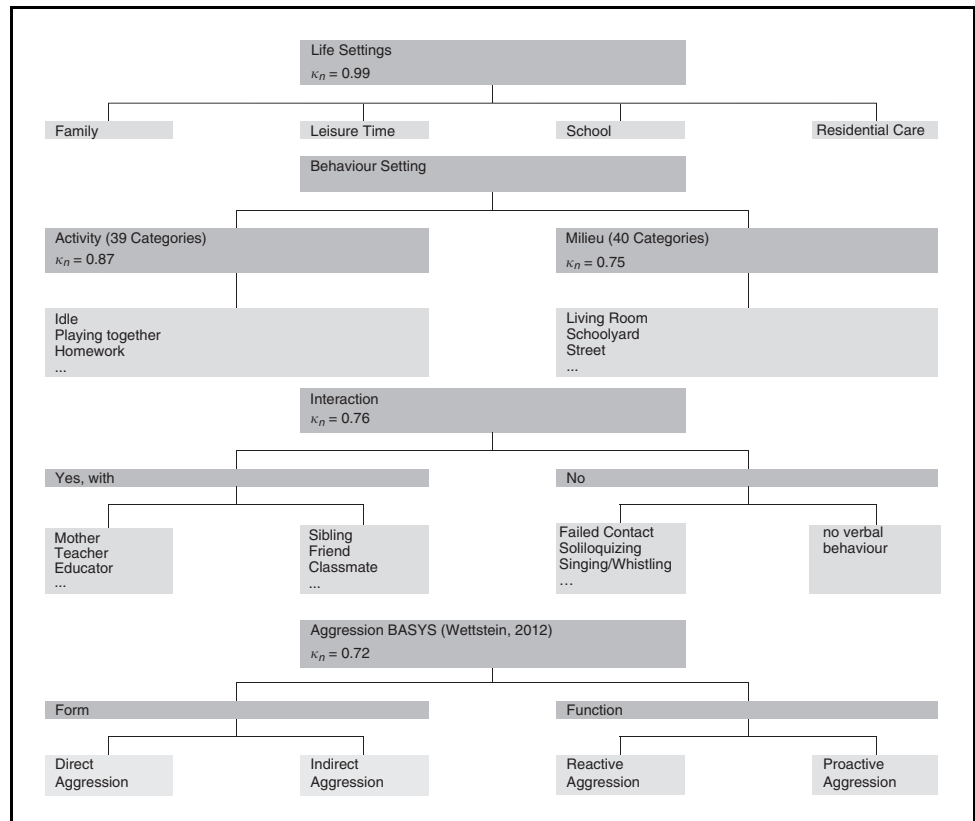 Life Settings
κn = 0.99
Family
Leisure Time
School
Residential Care
Behaviour Setting
Activity (39 Categories)
κn = 0.87
Milieu (40 Categories)
κn = 0.75
Idle
Playing together
Homework
...
Living Room
Schoolyard
Street
...
Interaction
κn = 0.76
Yes, with
No
Mother
Teacher
Educator
...
Sibling
Friend
Classmate
...
Failed Contact
Soliloquizing
Singing/Whistling
...
no verbal
behaviour
Aggression BASYS (Wettstein, 2012)
κn = 0.72
Form
Function
Direct
Aggression
Indirect
Aggression
Reactive
Aggression
Proactive
Aggression